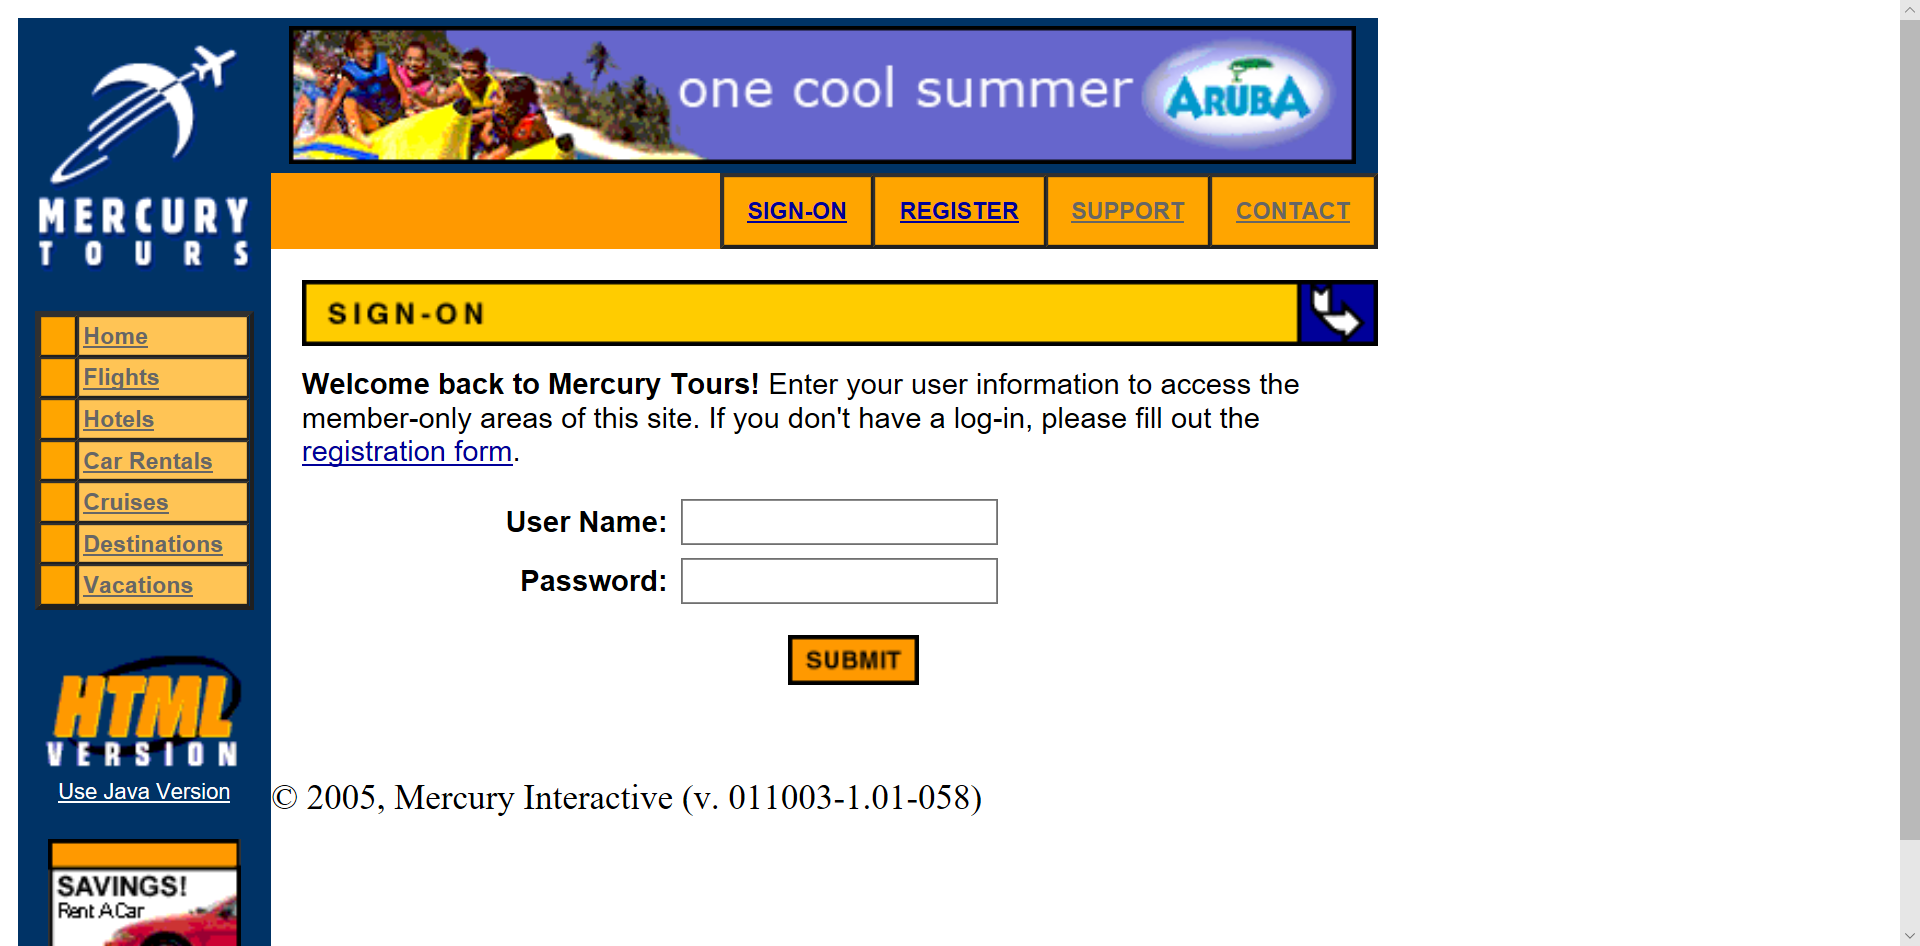 one cool summer
ARUBA
MERCURY
TOURS
SIGN-ON
REGISTER
SUPPORT
CONTACT
Home
Flights
Hotels
Car Rentals
Cruises
Destinations
Vacations
HTML
VERSION
Use Java Version
SAVINGS!
Rent A Car
SIGN-ON
Welcome back to Mercury Tours! Enter your user information to access the
member-only areas of this site. If you don't have a log-in, please fill out the
registration form.
User Name:
Password:
SUBMIT
© 2005, Mercury Interactive (v. 011003-1.01-058)